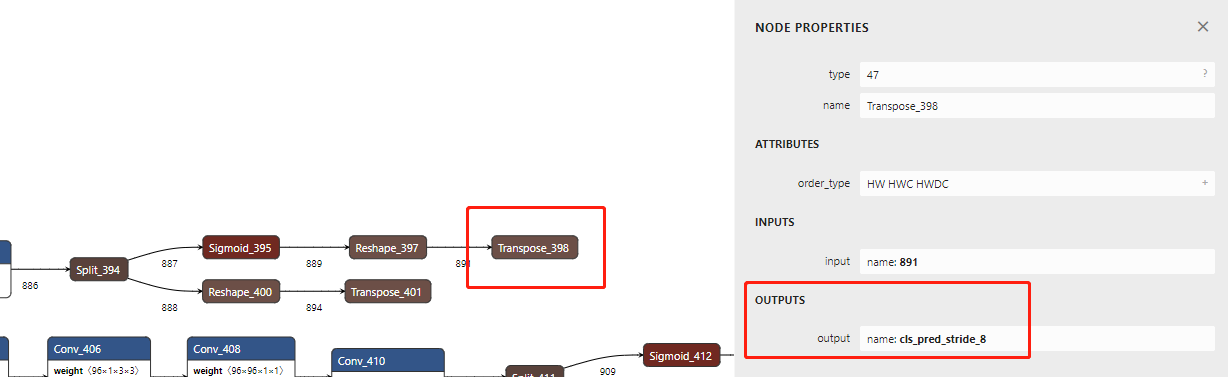 NODE PROPERTIES
type 47 ?
name Transpose_398
ATTRIBUTES
order_type HW HWC HWDC +
INPUTS
input name: 891
OUTPUTS
output name: cls_pred_stride_8
886
Split_394
887
Sigmoid_395
889
Reshape_397
Transpose_398
888
Reshape_400
894
Transpose_401
Conv_406
weight〈96×1×3×3〉
Conv_408
weight〈96×96×1×1〉
Conv_410
909
Sigmoid_412